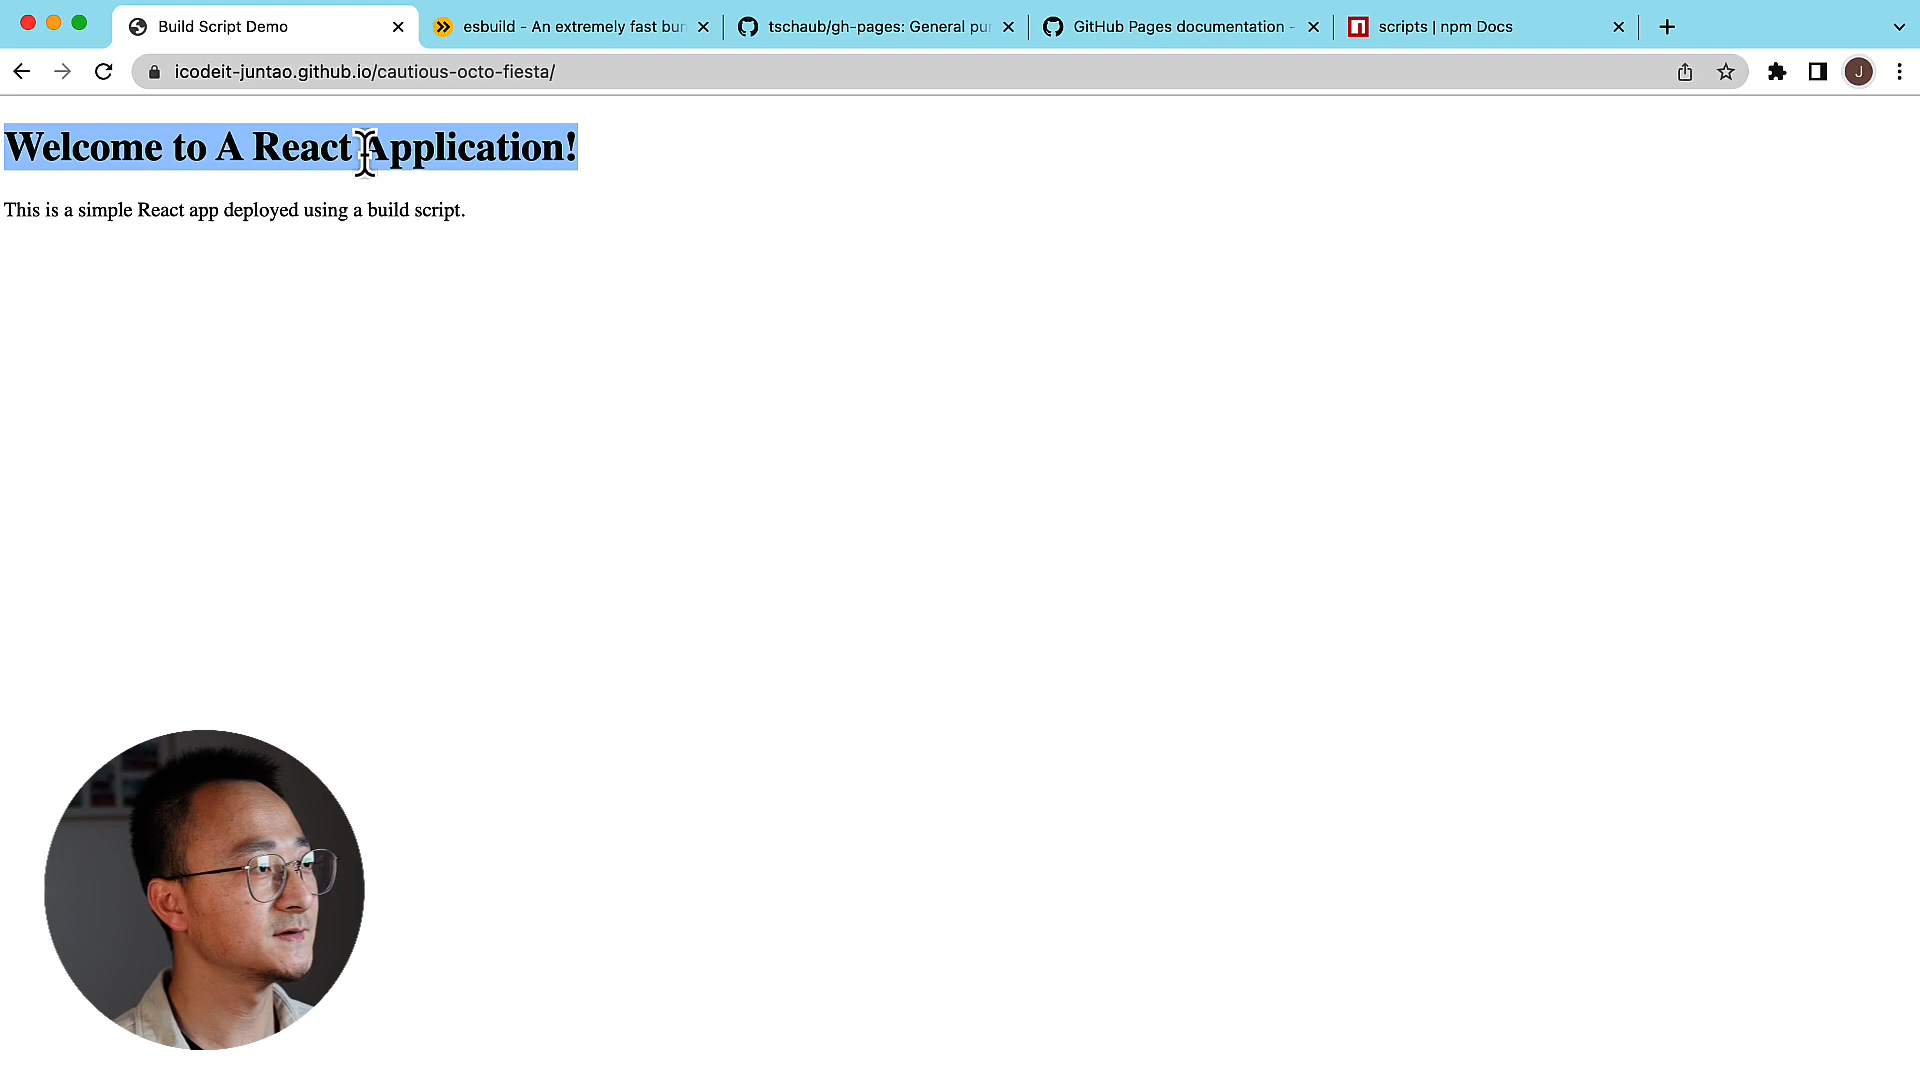 Build Script Demo
esbuild - An extremely fast bun
tschaub/gh-pages: General pur
GitHub Pages documentation -
scripts | npm Docs
icodeit-juntao.github.io/cautious-octo-fiesta/
J
Welcome to A React Application!
This is a simple React app deployed using a build script.